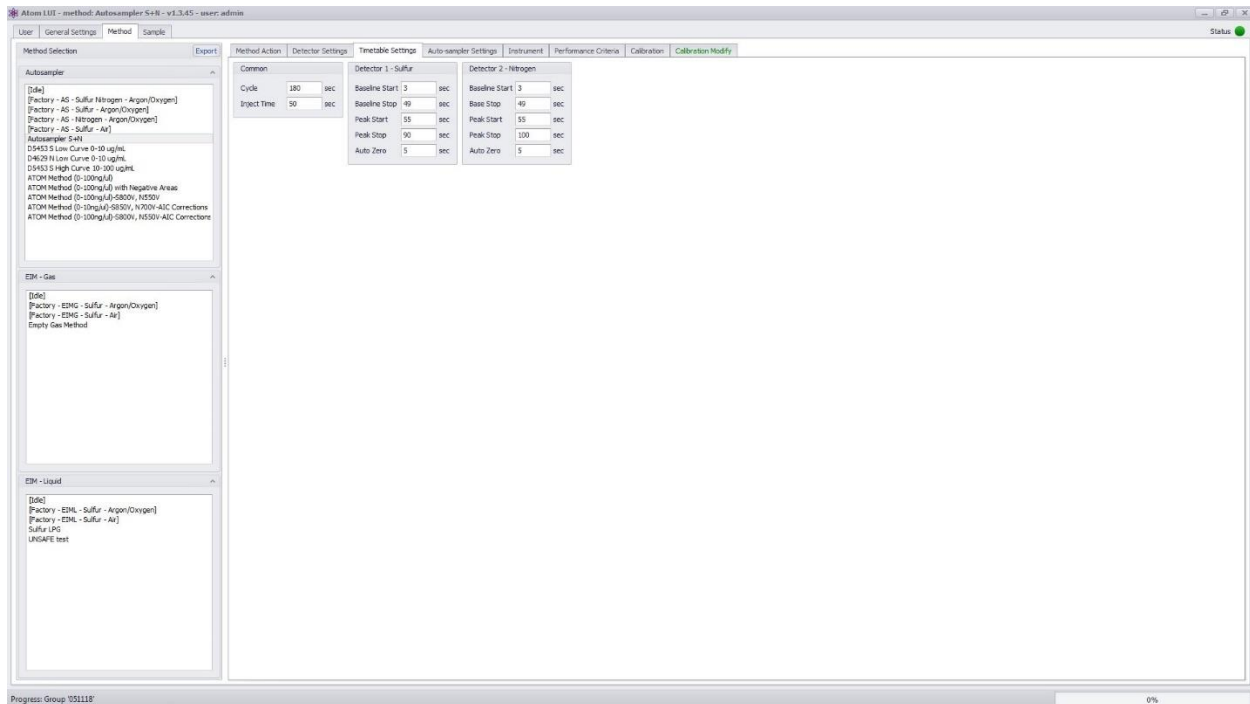 Atom LUI - method: Autosampler S+N - v1.3.45 - user: admin
User General Settings Method Sample
Status
Method Selection Export
Autosampler
[Idle]
[Factory - AS - Sulfur Nitrogen - Argon/Oxygen]
[Factory - AS - Sulfur - Argon/Oxygen]
[Factory - AS - Nitrogen - Argon/Oxygen]
[Factory - AS - Sulfur - Air]
Autosampler S+N
D5453 S Low Curve 0-10 ug/mL
D4629 N Low Curve 0-10 ug/mL
D5453 S High Curve 10-100 ug/mL
ATOM Method (0-100ng/ul)
ATOM Method (0-100ng/ul) with Negative Areas
ATOM Method (0-100ng/ul)-S800V, N550V
ATOM Method (0-10ng/ul)-S850V, N700V-AIC Corrections
ATOM Method (0-100ng/ul)-S800V, N550V-AIC Corrections
EIM - Gas
[Idle]
[Factory - EIMG - Sulfur - Argon/Oxygen]
[Factory - EIMG - Sulfur - Air]
Empty Gas Method
EIM - Liquid
[Idle]
[Factory - EIML - Sulfur - Argon/Oxygen]
[Factory - EIML - Sulfur - Air]
Sulfur LPG
UNSAFE test
Method Action Detector Settings Timetable Settings Auto-sampler Settings Instrument Performance Criteria Calibration Calibration Modify
Common
Cycle 180 sec
Inject Time 50 sec
Detector 1 - Sulfur
Baseline Start 3 sec
Baseline Stop 49 sec
Peak Start 55 sec
Peak Stop 90 sec
Auto Zero 5 sec
Detector 2 - Nitrogen
Baseline Start 3 sec
Base Stop 49 sec
Peak Start 55 sec
Peak Stop 100 sec
Auto Zero 5 sec
Progress: Group '051118'
0%